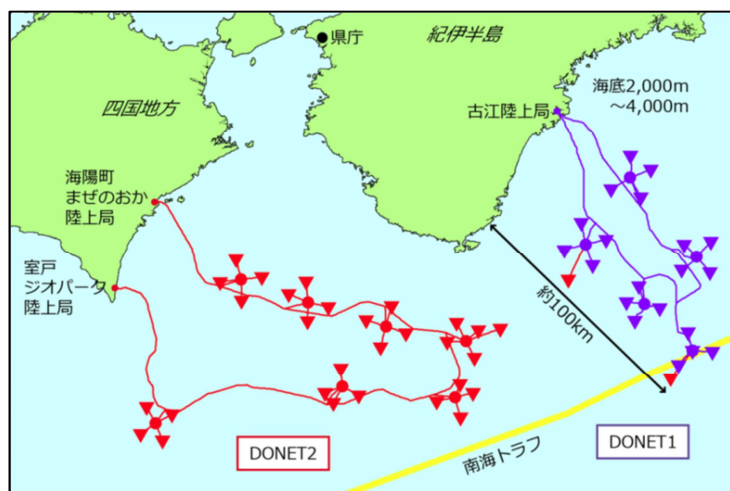 県庁
紀伊半島
四国地方
古江陸上局
海底2,000m
～4,000m
海陽町
まぜのおか
陸上局
室戸
ジオパーク
陸上局
約100km
DONET2
南海トラフ
DONET1